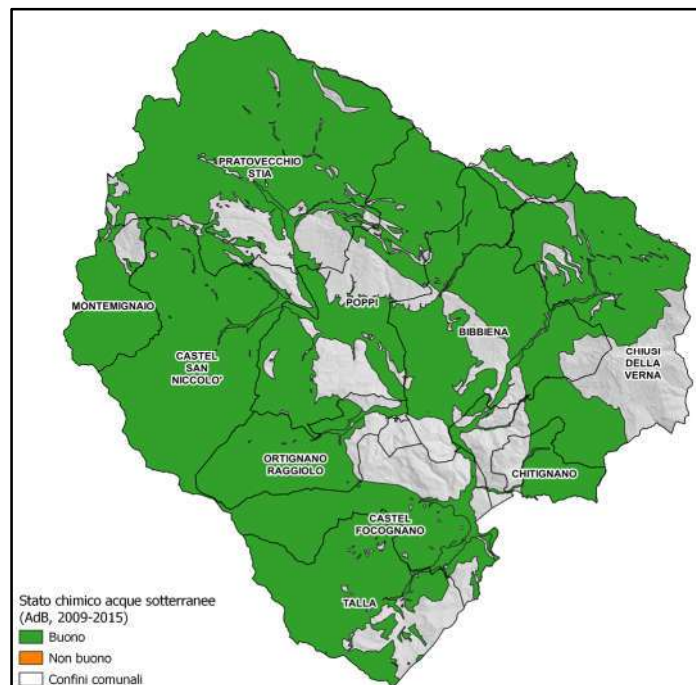 PRATOVECCHIO
STIA
MONTEMIGNAIO
POPPI
BIBBIENA
CASTEL
SAN
NICCOLO'
CHIUSI
DELLA
VERNA
ORTIGNANO
RAGGIOLO
CHITIGNANO
CASTEL
FOCOGNANO
TALLA
Stato chimico acque sotterranee
(AdB, 2009-2015)
Buono
Non buono
Confini comunali